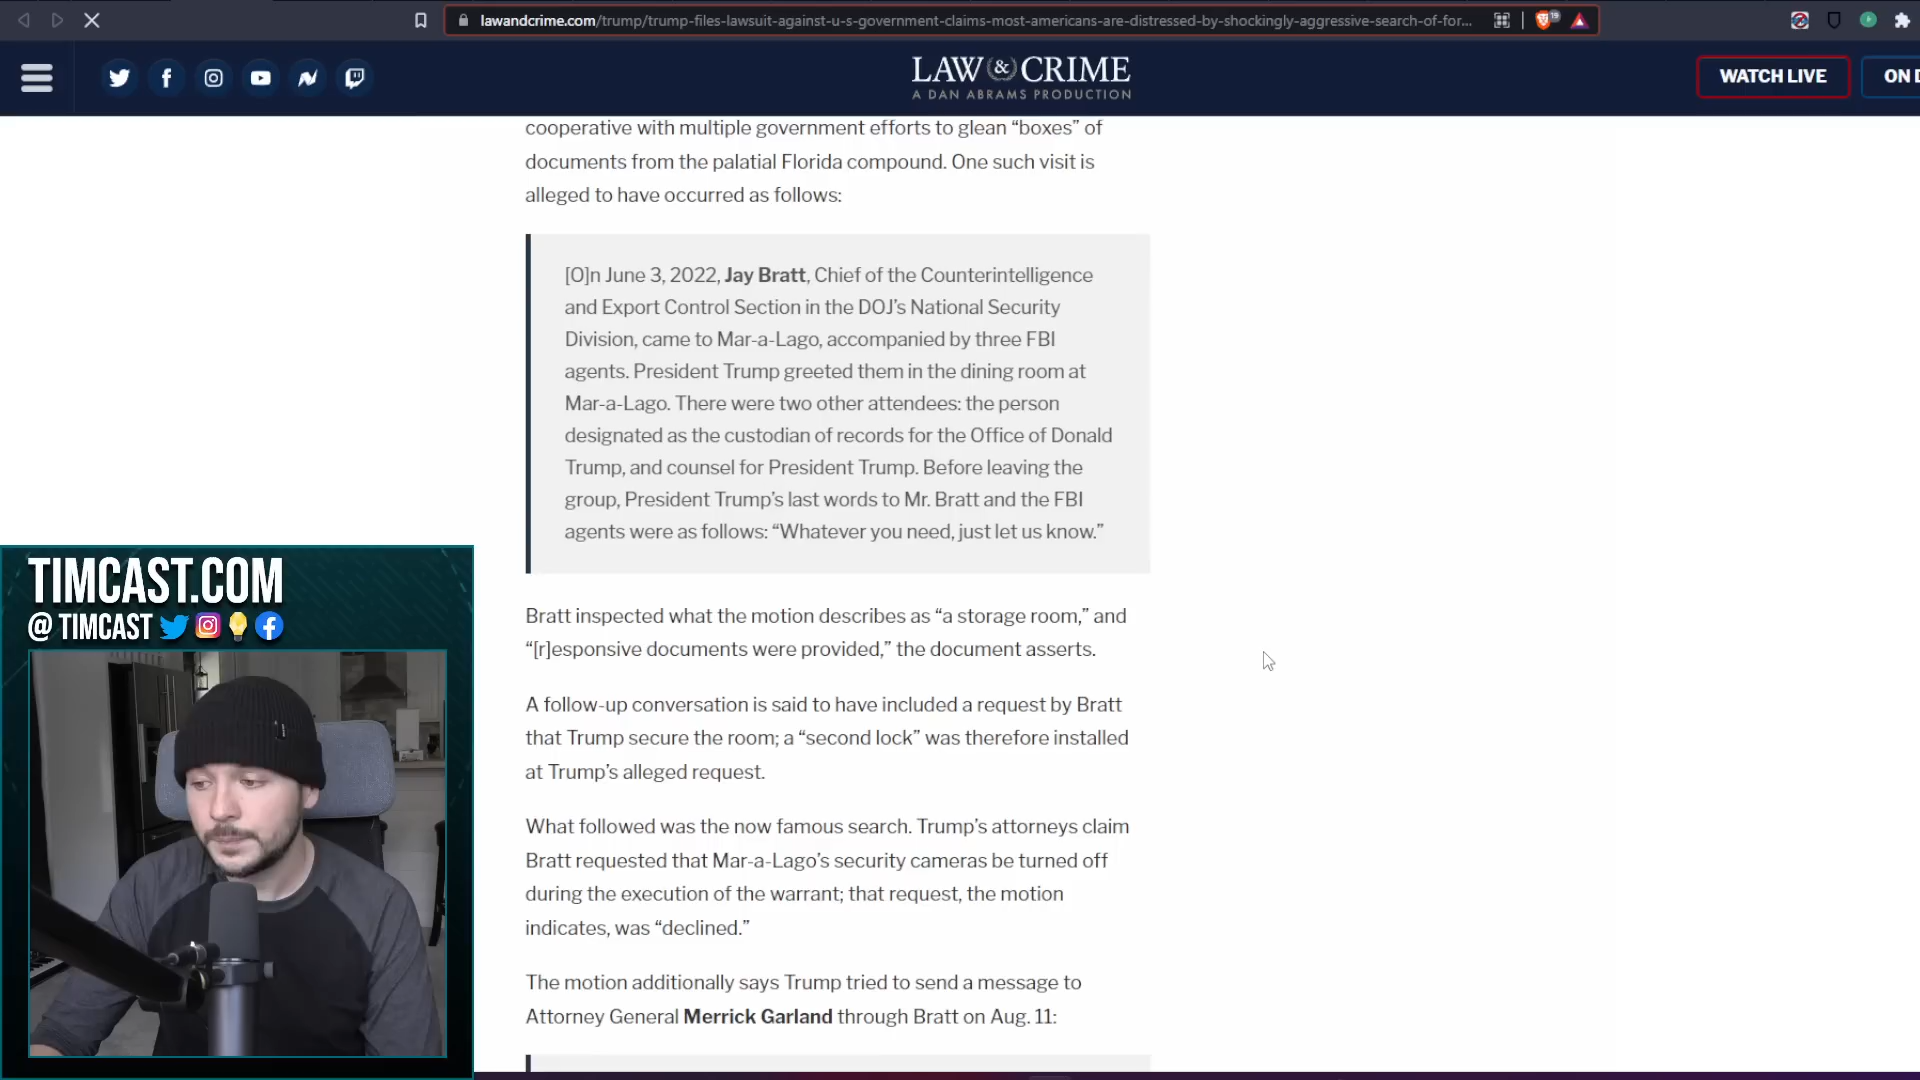 lawandcrime.com/trump/trump-files-lawsuit-against-u-s-government-claims-most-americans-are-distressed-by-shockingly-aggressive-search-of-for...
19
LAW & CRIME
A DAN ABRAMS PRODUCTION
WATCH LIVE
ON D
cooperative with multiple government efforts to glean “boxes” of
documents from the palatial Florida compound. One such visit is
alleged to have occurred as follows:
[O]n June 3, 2022, Jay Bratt, Chief of the Counterintelligence
and Export Control Section in the DOJ’s National Security
Division, came to Mar-a-Lago, accompanied by three FBI
agents. President Trump greeted them in the dining room at
Mar-a-Lago. There were two other attendees: the person
designated as the custodian of records for the Office of Donald
Trump, and counsel for President Trump. Before leaving the
group, President Trump’s last words to Mr. Bratt and the FBI
agents were as follows: “Whatever you need, just let us know.”
Bratt inspected what the motion describes as “a storage room,” and
“[r]esponsive documents were provided,” the document asserts.
A follow-up conversation is said to have included a request by Bratt
that Trump secure the room; a “second lock” was therefore installed
at Trump’s alleged request.
What followed was the now famous search. Trump’s attorneys claim
Bratt requested that Mar-a-Lago’s security cameras be turned off
during the execution of the warrant; that request, the motion
indicates, was “declined.”
The motion additionally says Trump tried to send a message to
Attorney General Merrick Garland through Bratt on Aug. 11:
TIMCAST.COM
@ TIMCAST